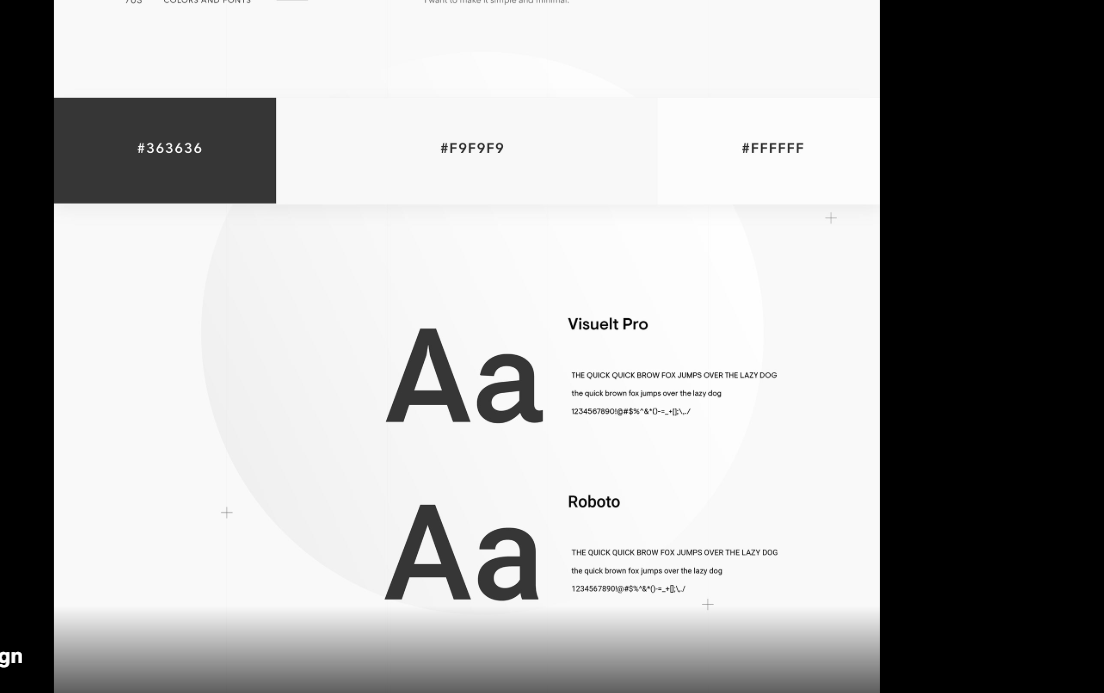 /03 COLORS AND FONTS
I want to make it simple and minimal.
#363636
#F9F9F9
#FFFFFF
Aa
Visuelt Pro
THE QUICK QUICK BROW FOX JUMPS OVER THE LAZY DOG
the quick brown fox jumps over the lazy dog
1234567890!@#$%^&*()-=_+[];'\,./
Aa
Roboto
THE QUICK QUICK BROW FOX JUMPS OVER THE LAZY DOG
the quick brown fox jumps over the lazy dog
1234567890!@#$%^&*()-=_+[];'\,./
gn